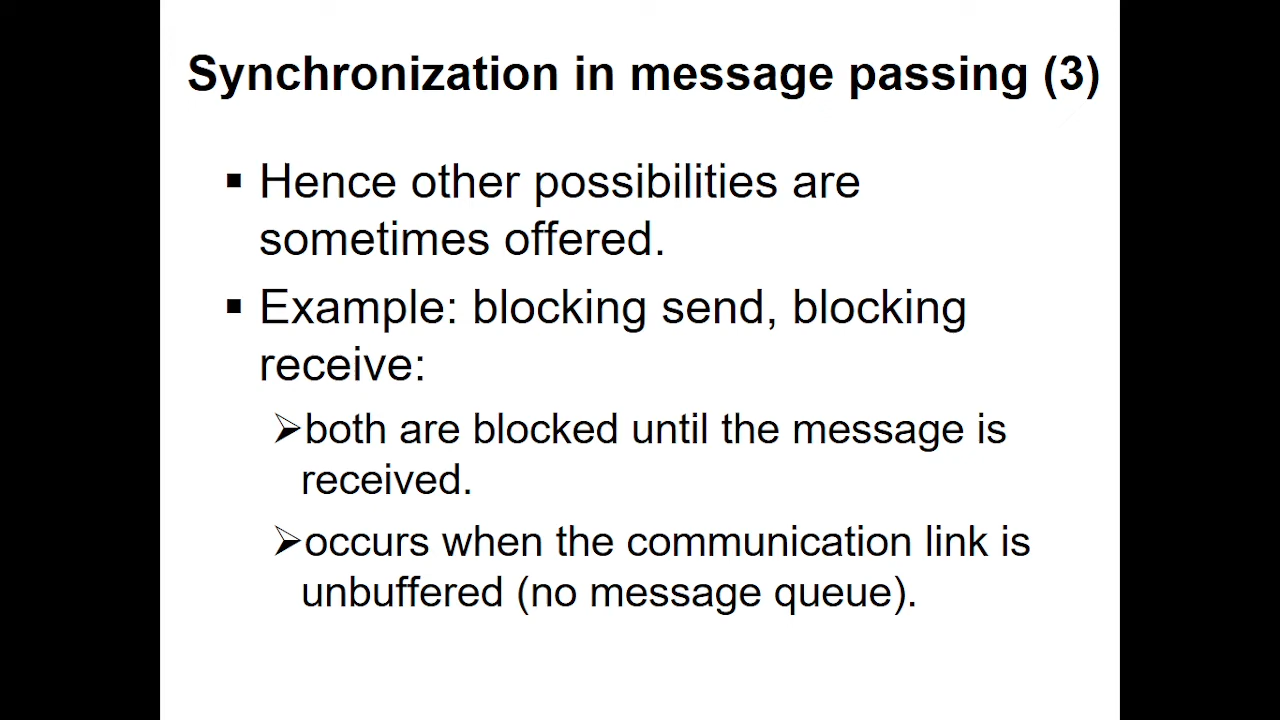 Synchronization in message passing (3)
▪ Hence other possibilities are
sometimes offered.
▪ Example: blocking send, blocking
receive:
➢both are blocked until the message is
received.
➢occurs when the communication link is
unbuffered (no message queue).